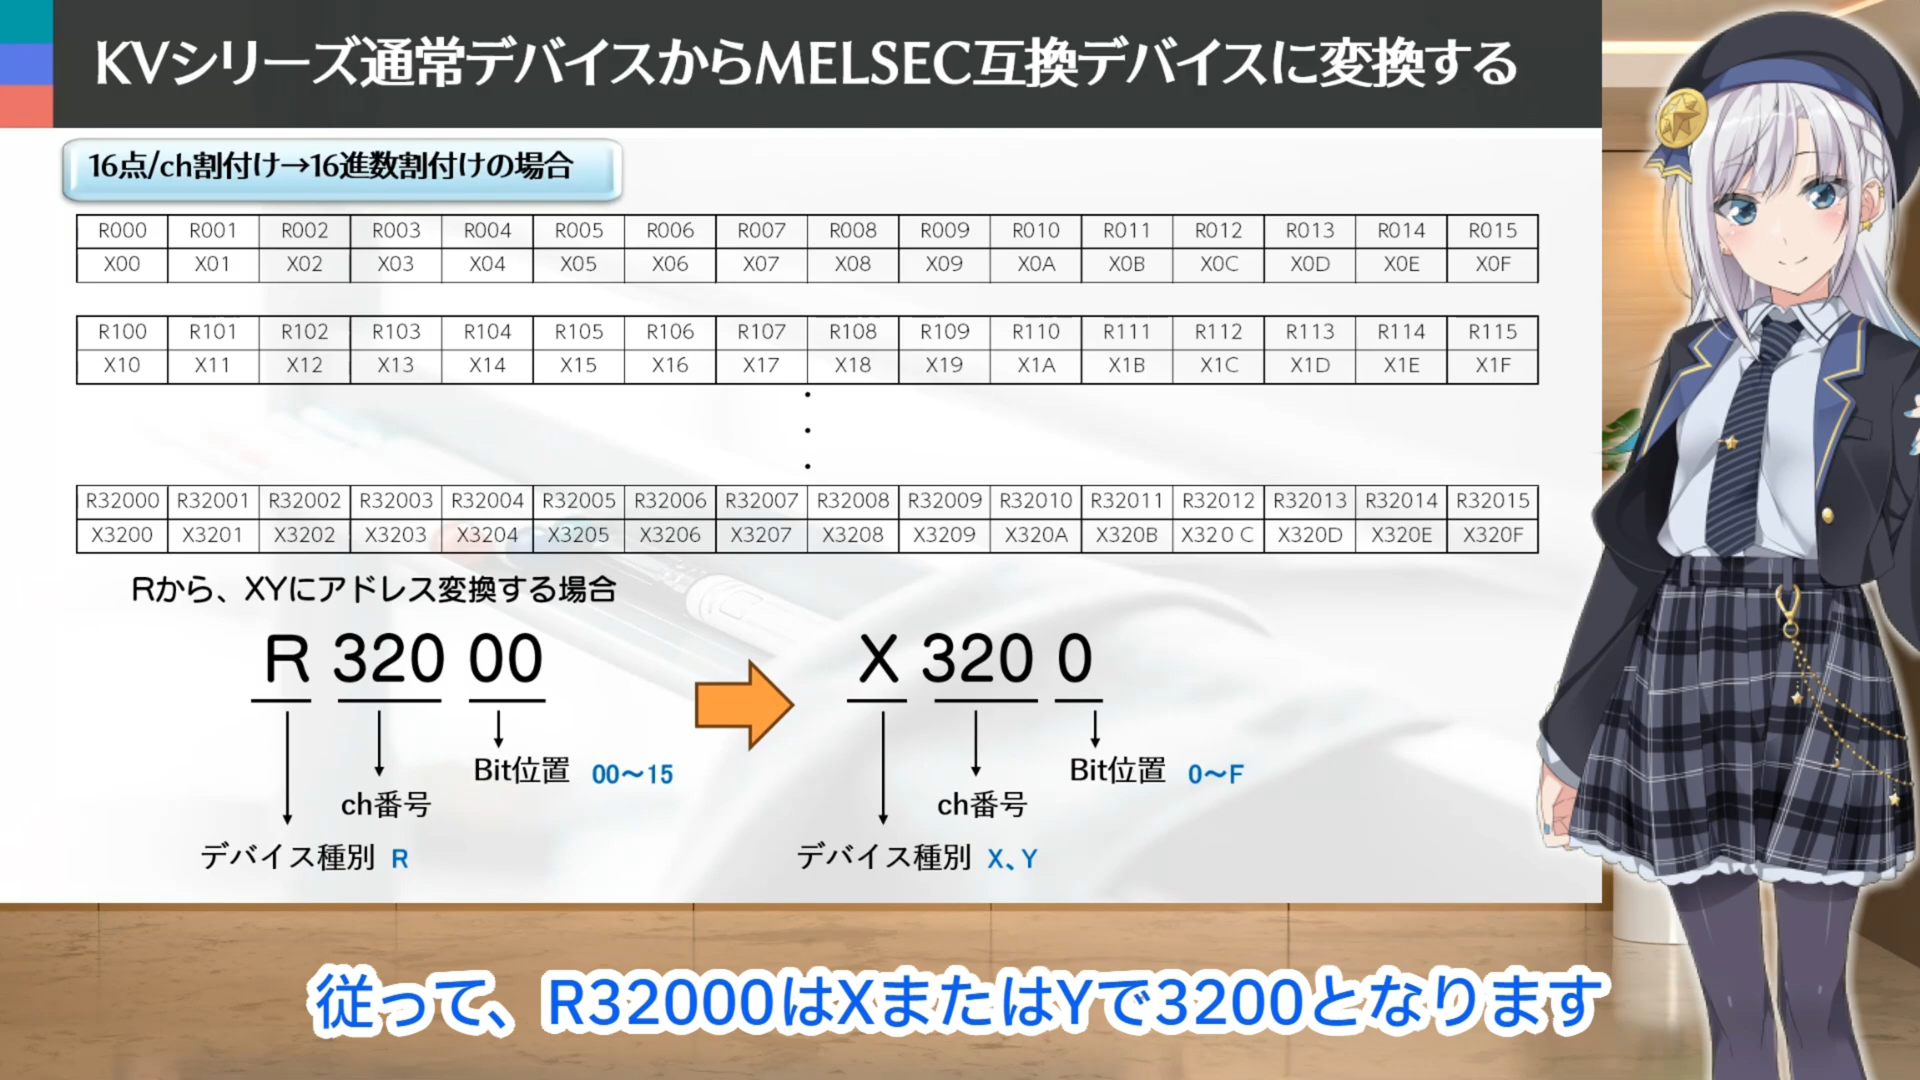 KVシリーズ通常デバイスからMELSEC互換デバイスに変換する
16点/ch割付け→16進数割付けの場合
R000 R001 R002 R003 R004 R005 R006 R007 R008 R009 R010 R011 R012 R013 R014 R015
X00 X01 X02 X03 X04 X05 X06 X07 X08 X09 X0A X0B X0C X0D X0E X0F
R100 R101 R102 R103 R104 R105 R106 R107 R108 R109 R110 R111 R112 R113 R114 R115
X10 X11 X12 X13 X14 X15 X16 X17 X18 X19 X1A X1B X1C X1D X1E X1F
・
・
・
R32000 R32001 R32002 R32003 R32004 R32005 R32006 R32007 R32008 R32009 R32010 R32011 R32012 R32013 R32014 R32015
X3200 X3201 X3202 X3203 X3204 X3205 X3206 X3207 X3208 X3209 X320A X320B X320C X320D X320E X320F
Rから、XYにアドレス変換する場合
R 320 00
Bit位置 00～15
ch番号
デバイス種別 R
X 320 0
Bit位置 0～F
ch番号
デバイス種別 X、Y
従って、R32000はXまたはYで3200となります